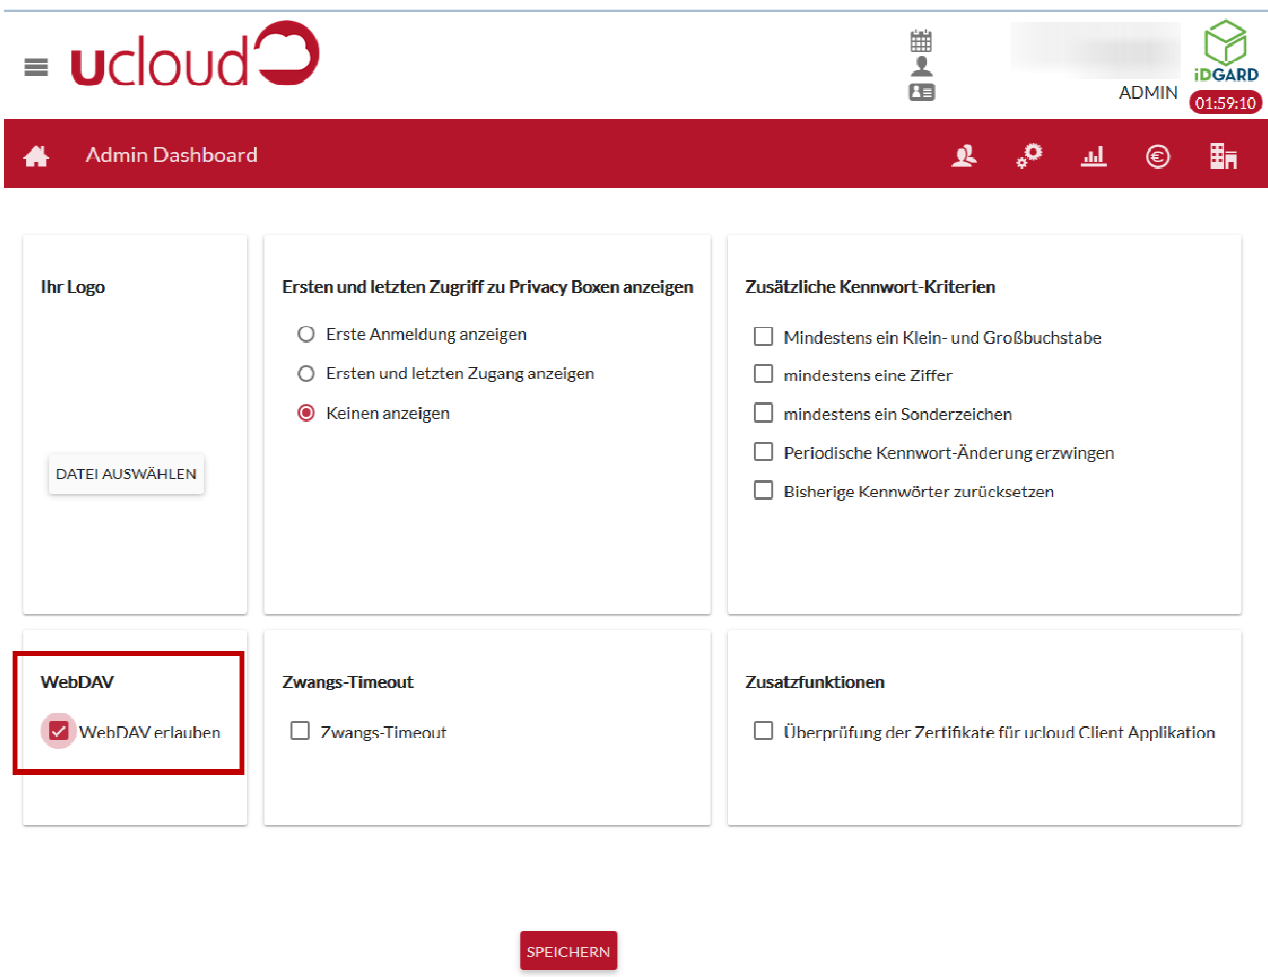 ucloud
iDGARD
ADMIN
01:59:10
Admin Dashboard
Ihr Logo
DATEI AUSWÄHLEN
Ersten und letzten Zugriff zu Privacy Boxen anzeigen
Erste Anmeldung anzeigen
Ersten und letzten Zugang anzeigen
Keinen anzeigen
Zusätzliche Kennwort-Kriterien
Mindestens ein Klein- und Großbuchstabe
mindestens eine Ziffer
mindestens ein Sonderzeichen
Periodische Kennwort-Änderung erzwingen
Bisherige Kennwörter zurücksetzen
WebDAV
WebDAV erlauben
Zwangs-Timeout
Zwangs-Timeout
Zusatzfunktionen
Überprüfung der Zertifikate für ucloud Client Applikation
SPEICHERN